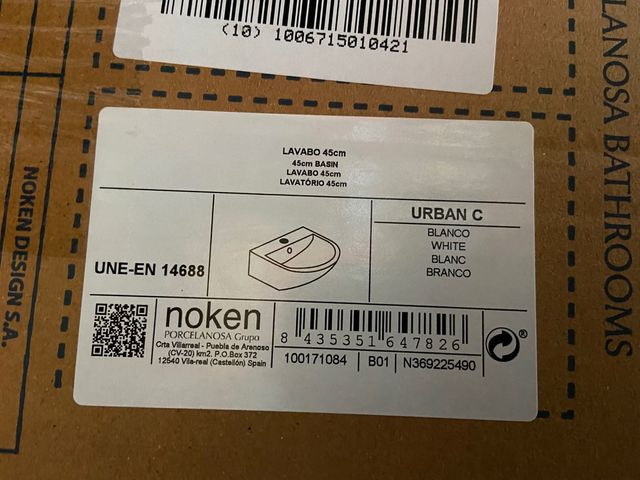 (10) 1006715010421
LANOSA BATHROOMS
NOKEN DESIGN S.A.
LAVABO 45cm
45cm BASIN
LAVABO 45cm
LAVATÓRIO 45cm
UNE-EN 14688
URBAN C
BLANCO
WHITE
BLANC
BRANCO
noken
PORCELANOSA Grupo
Crta Villarreal - Puebla de Arenoso
(CV-20) km2. P.O.Box 372
12540 Vila-real (Castellón) Spain
8 435351 647826
100171084 B01 N369225490
®